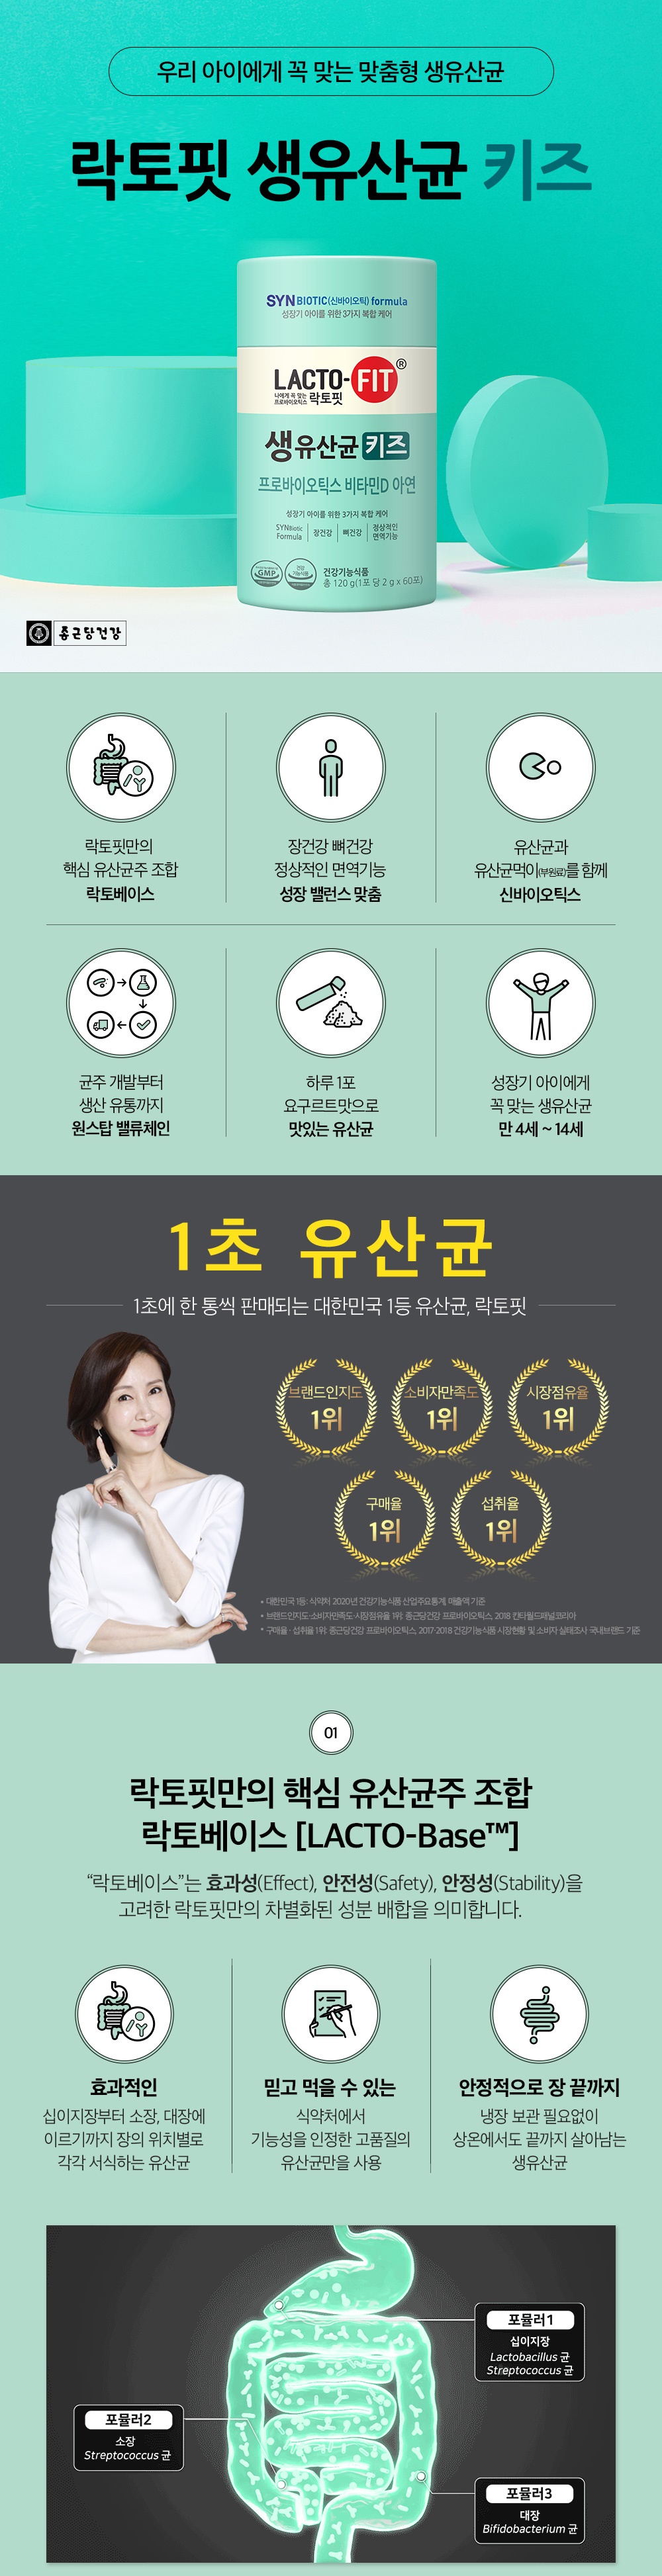 우리 아이에게 꼭 맞는 맞춤형 생유산균
락토핏 생유산균 키즈
SYNBIOTIC(신바이오틱) formula
성장기 아이를 위한 3가지 복합 케어
LACTO-FIT®
나에게 꼭 맞는
프로바이오틱스 락토핏
생유산균 키즈
프로바이오틱스 비타민D 아연
성장기 아이를 위한 3가지 복합 케어
SYNBiotic Formula
장건강
뼈건강
정상적인 면역기능
GMP
건강기능식품
건강기능식품
총 120 g(1포 당 2 g x 60포)
종근당건강
락토핏만의
핵심 유산균주 조합
락토베이스
장건강 뼈건강
정상적인 면역기능
성장 밸런스 맞춤
유산균과
유산균먹이(부원료)를 함께
신바이오틱스
균주 개발부터
생산 유통까지
원스탑 밸류체인
하루 1포
요구르트맛으로
맛있는 유산균
성장기 아이에게
꼭 맞는 생유산균
만 4세 ~ 14세
1초 유산균
1초에 한 통씩 판매되는 대한민국 1등 유산균, 락토핏
브랜드인지도
1위
소비자만족도
1위
시장점유율
1위
구매율
1위
섭취율
1위
• 대한민국 1등: 식약처 2020년 건강기능식품 산업주요통계, 매출액 기준
• 브랜드인지도·소비자만족도·시장점유율 1위: 종근당건강 프로바이오틱스, 2018 칸타월드패널코리아
• 구매율·섭취율 1위: 종근당건강 프로바이오틱스, 2017-2018 건강기능식품 시장현황 및 소비자 실태조사 국내브랜드 기준
01
락토핏만의 핵심 유산균주 조합
락토베이스 [LACTO-Base™]
“락토베이스”는 효과성(Effect), 안전성(Safety), 안정성(Stability)을
고려한 락토핏만의 차별화된 성분 배합을 의미합니다.
효과적인
십이지장부터 소장, 대장에
이르기까지 장의 위치별로
각각 서식하는 유산균
믿고 먹을 수 있는
식약처에서
기능성을 인정한 고품질의
유산균만을 사용
안정적으로 장 끝까지
냉장 보관 필요없이
상온에서도 끝까지 살아남는
생유산균
포뮬러1
십이지장
Lactobacillus 균
Streptococcus 균
포뮬러2
소장
Streptococcus 균
포뮬러3
대장
Bifidobacterium 균